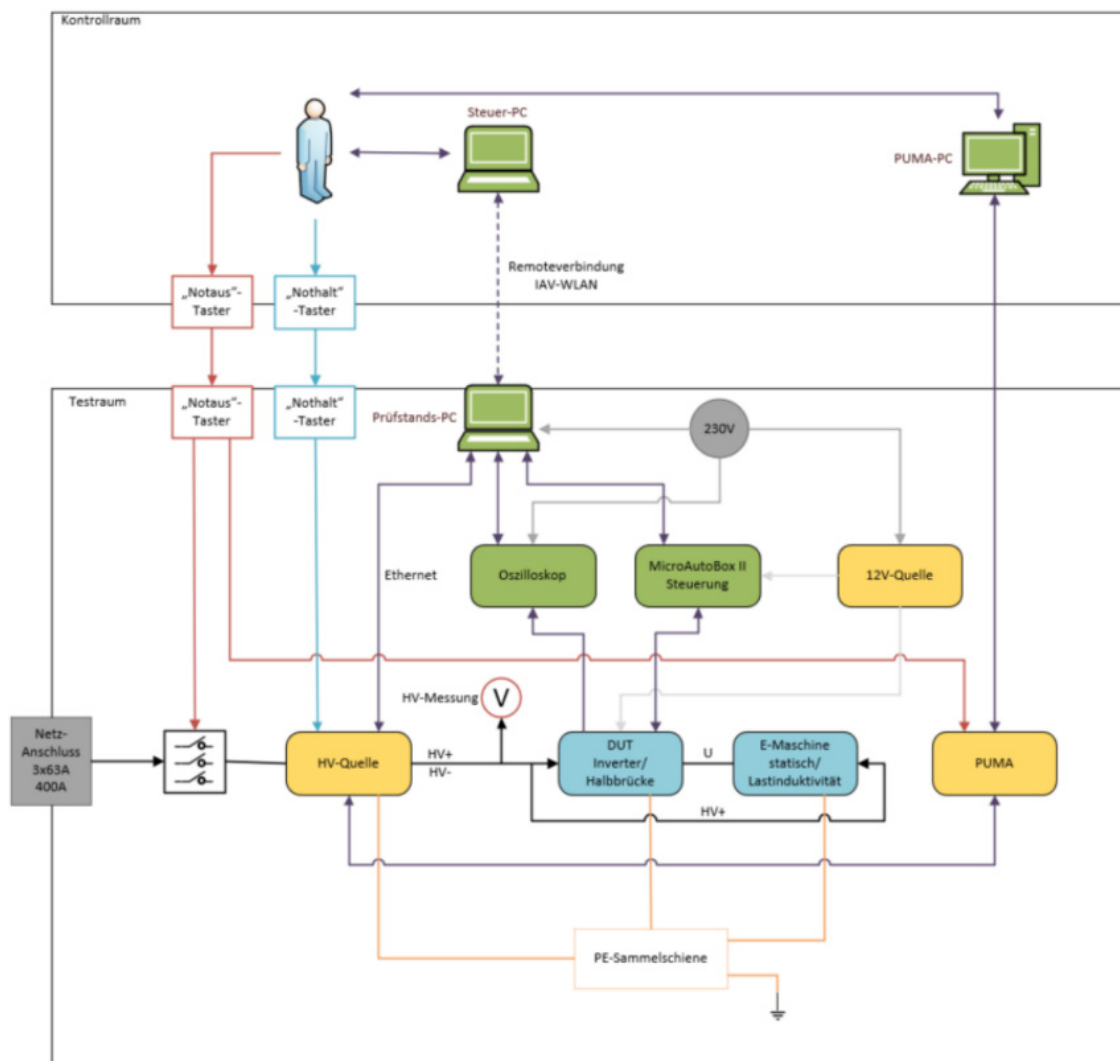 Kontrollraum
Steuer-PC
PUMA-PC
Remoteverbindung
IAV-WLAN
„Notaus"-
Taster
„Nothalt"
-Taster
Testraum
„Notaus"-
Taster
„Nothalt"
-Taster
Prüfstands-PC
230V
Ethernet
Oszilloskop
MicroAutoBox II
Steuerung
12V-Quelle
HV-Messung
V
Netz-
Anschluss
3x63A
400A
HV-Quelle
HV+
HV-
DUT
Inverter/
Halbbrücke
U
E-Maschine
statisch/
Lastinduktivität
PUMA
HV+
PE-Sammelschiene